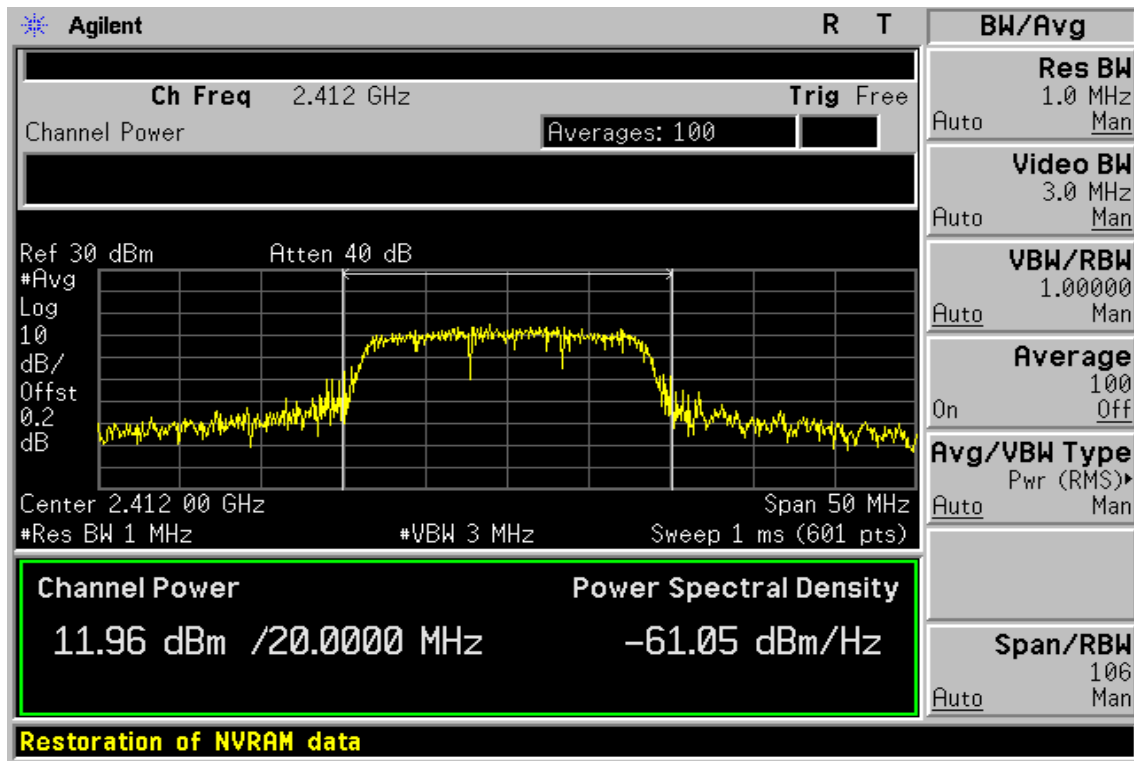 Agilent R T
Ch Freq 2.412 GHz Trig Free
Channel Power Averages: 100
Ref 30 dBm Atten 40 dB
#Avg
Log
10
dB/
Offst
0.2
dB
Center 2.412 00 GHz Span 50 MHz
#Res BW 1 MHz #VBW 3 MHz Sweep 1 ms (601 pts)
Channel Power Power Spectral Density
11.96 dBm /20.0000 MHz -61.05 dBm/Hz
Restoration of NVRAM data
BW/Avg
Res BW
1.0 MHz
Auto Man
Video BW
3.0 MHz
Auto Man
VBW/RBW
1.00000
Auto Man
Average
100
On Off
Avg/VBW Type
Pwr (RMS)▸
Auto Man
Span/RBW
106
Auto Man